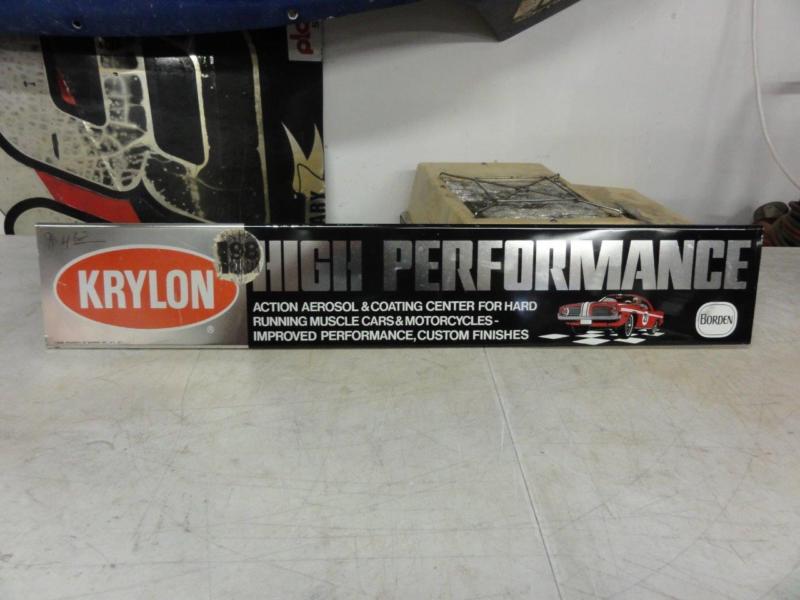 KRYLON
®
HIGH PERFORMANCE
ACTION AEROSOL & COATING CENTER FOR HARD
RUNNING MUSCLE CARS & MOTORCYCLES -
IMPROVED PERFORMANCE, CUSTOM FINISHES
BORDEN